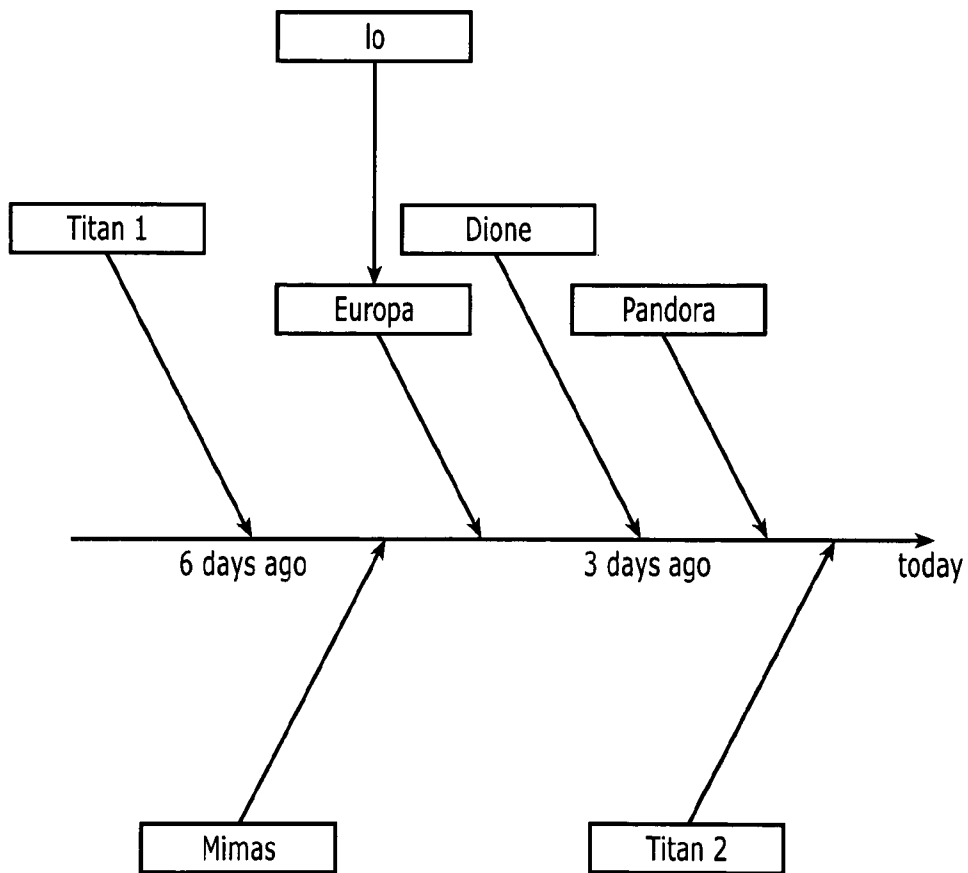 Io
Titan 1
Dione
Europa
Pandora
6 days ago
3 days ago
today
Mimas
Titan 2